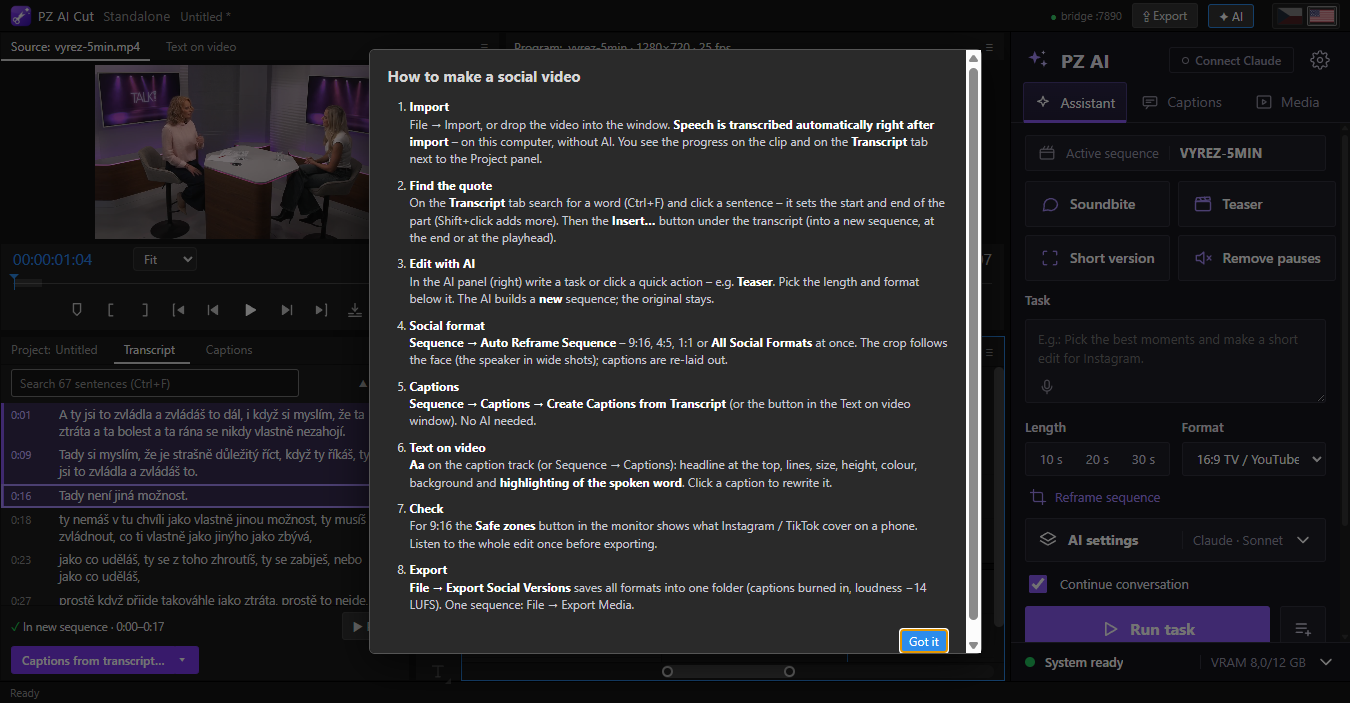 PZ AI Cut Standalone Untitled *
bridge :7890
Export
AI
Source: vyrez-5min.mp4
Text on video
Program: vyrez-5min · 1280×720 · 25 fps
TALK!
00:00:01:04
Fit
Project: Untitled
Transcript
Captions
Search 67 sentences (Ctrl+F)
0:01 A ty jsi to zvládla a zvládáš to dál, i když si myslím, že ta
ztráta a ta bolest a ta rána se nikdy vlastně nezahojí.
0:09 Tady si myslím, že je strašně důležitý říct, když ty říkáš, ty
jsi to zvládla a zvládáš to.
0:16 Tady není jiná možnost.
0:18 ty nemáš v tu chvíli jako vlastně jinou možnost, ty musíš
zvládnout, co ti vlastně jako jinýho jako zbývá,
0:23 jako co uděláš, ty se z toho zhroutíš, ty se zabiješ, nebo
jako co uděláš,
0:27 prostě když přijde takováhle jako ztráta, prostě to nejde
✓ In new sequence · 0:00–0:17
Captions from transcript...
Ready
How to make a social video
1. Import
File → Import, or drop the video into the window. Speech is transcribed automatically right after
import – on this computer, without AI. You see the progress on the clip and on the Transcript tab
next to the Project panel.
2. Find the quote
On the Transcript tab search for a word (Ctrl+F) and click a sentence – it sets the start and end of the
part (Shift+click adds more). Then the Insert... button under the transcript (into a new sequence, at
the end or at the playhead).
3. Edit with AI
In the AI panel (right) write a task or click a quick action – e.g. Teaser. Pick the length and format
below it. The AI builds a new sequence; the original stays.
4. Social format
Sequence → Auto Reframe Sequence – 9:16, 4:5, 1:1 or All Social Formats at once. The crop follows
the face (the speaker in wide shots); captions are re-laid out.
5. Captions
Sequence → Captions → Create Captions from Transcript (or the button in the Text on video
window). No AI needed.
6. Text on video
Aa on the caption track (or Sequence → Captions): headline at the top, lines, size, height, colour,
background and highlighting of the spoken word. Click a caption to rewrite it.
7. Check
For 9:16 the Safe zones button in the monitor shows what Instagram / TikTok cover on a phone.
Listen to the whole edit once before exporting.
8. Export
File → Export Social Versions saves all formats into one folder (captions burned in, loudness −14
LUFS). One sequence: File → Export Media.
Got it
PZ AI
Connect Claude
Assistant
Captions
Media
Active sequence VYREZ-5MIN
Soundbite
Teaser
Short version
Remove pauses
Task
E.g.: Pick the best moments and make a short
edit for Instagram.
Length
Format
10 s 20 s 30 s
16:9 TV / YouTube
Reframe sequence
AI settings
Claude · Sonnet
Continue conversation
Run task
System ready
VRAM 8,0/12 GB